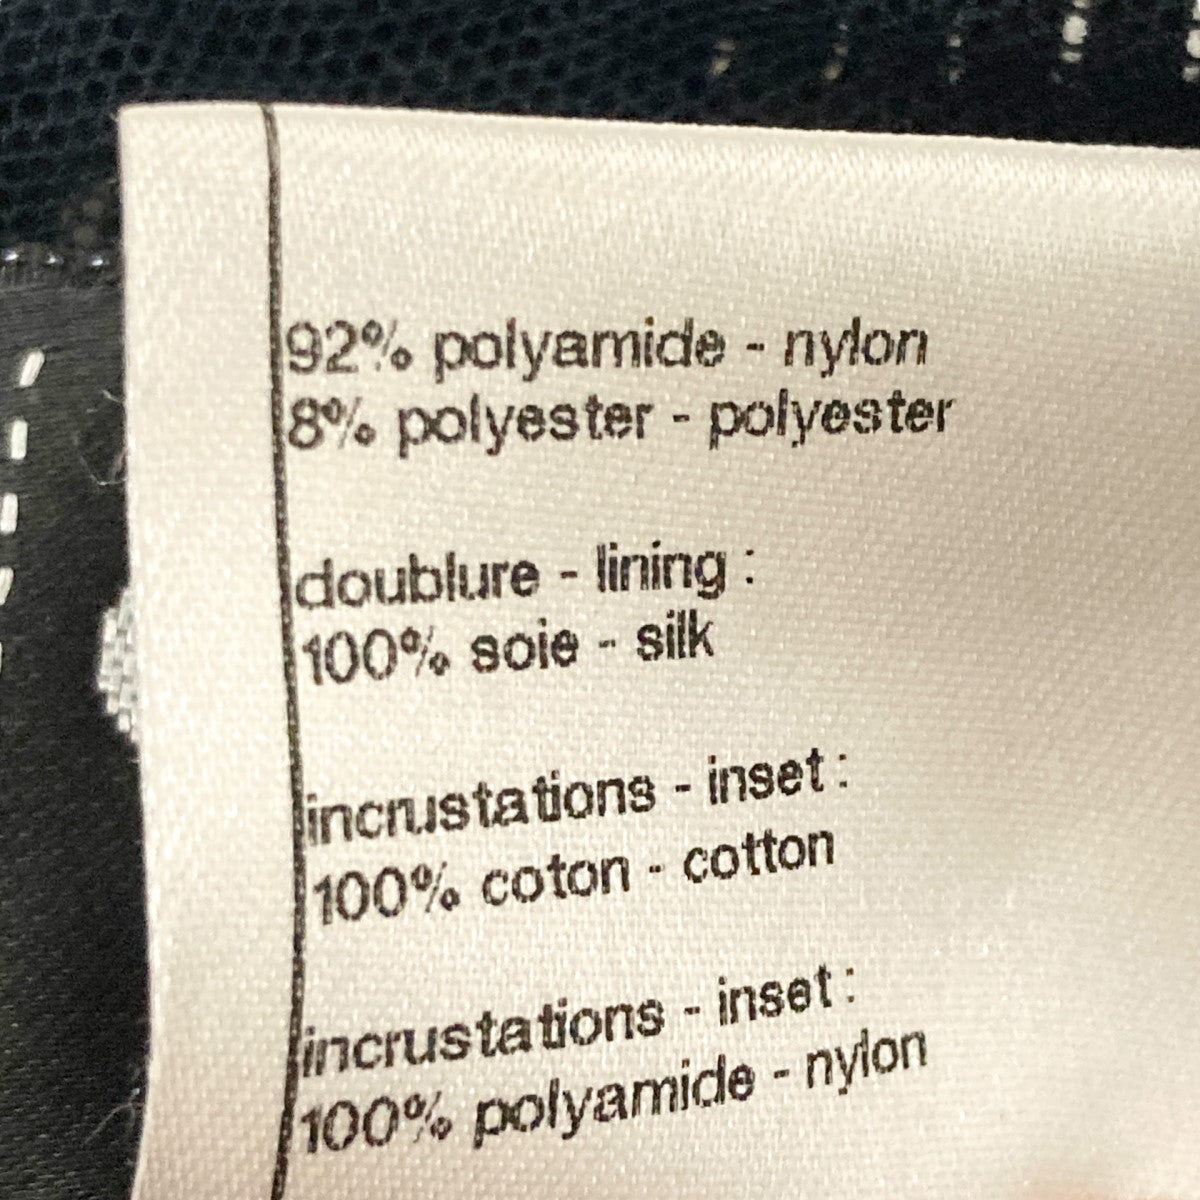 92% polyamide - nylon
8% polyester - polyester
doublure - lining :
100% soie - silk
incrustations - inset :
100% coton - cotton
incrustations - inset :
100% polyamide - nylon